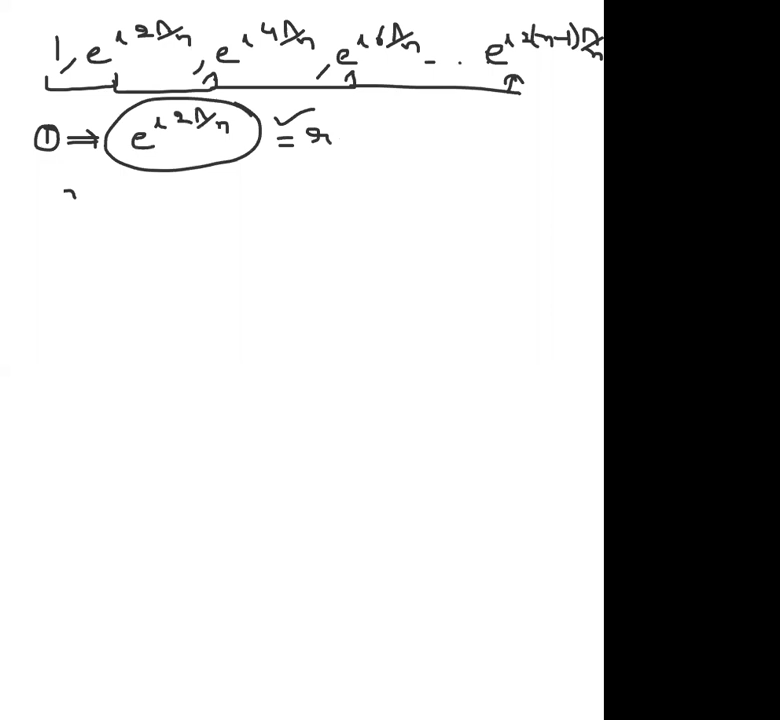 1, e^{i2π/n}, e^{i4π/n}, e^{i6π/n} - . . e^{i2(n-1)π/n}
① ⇒ e^{i2π/n} = r